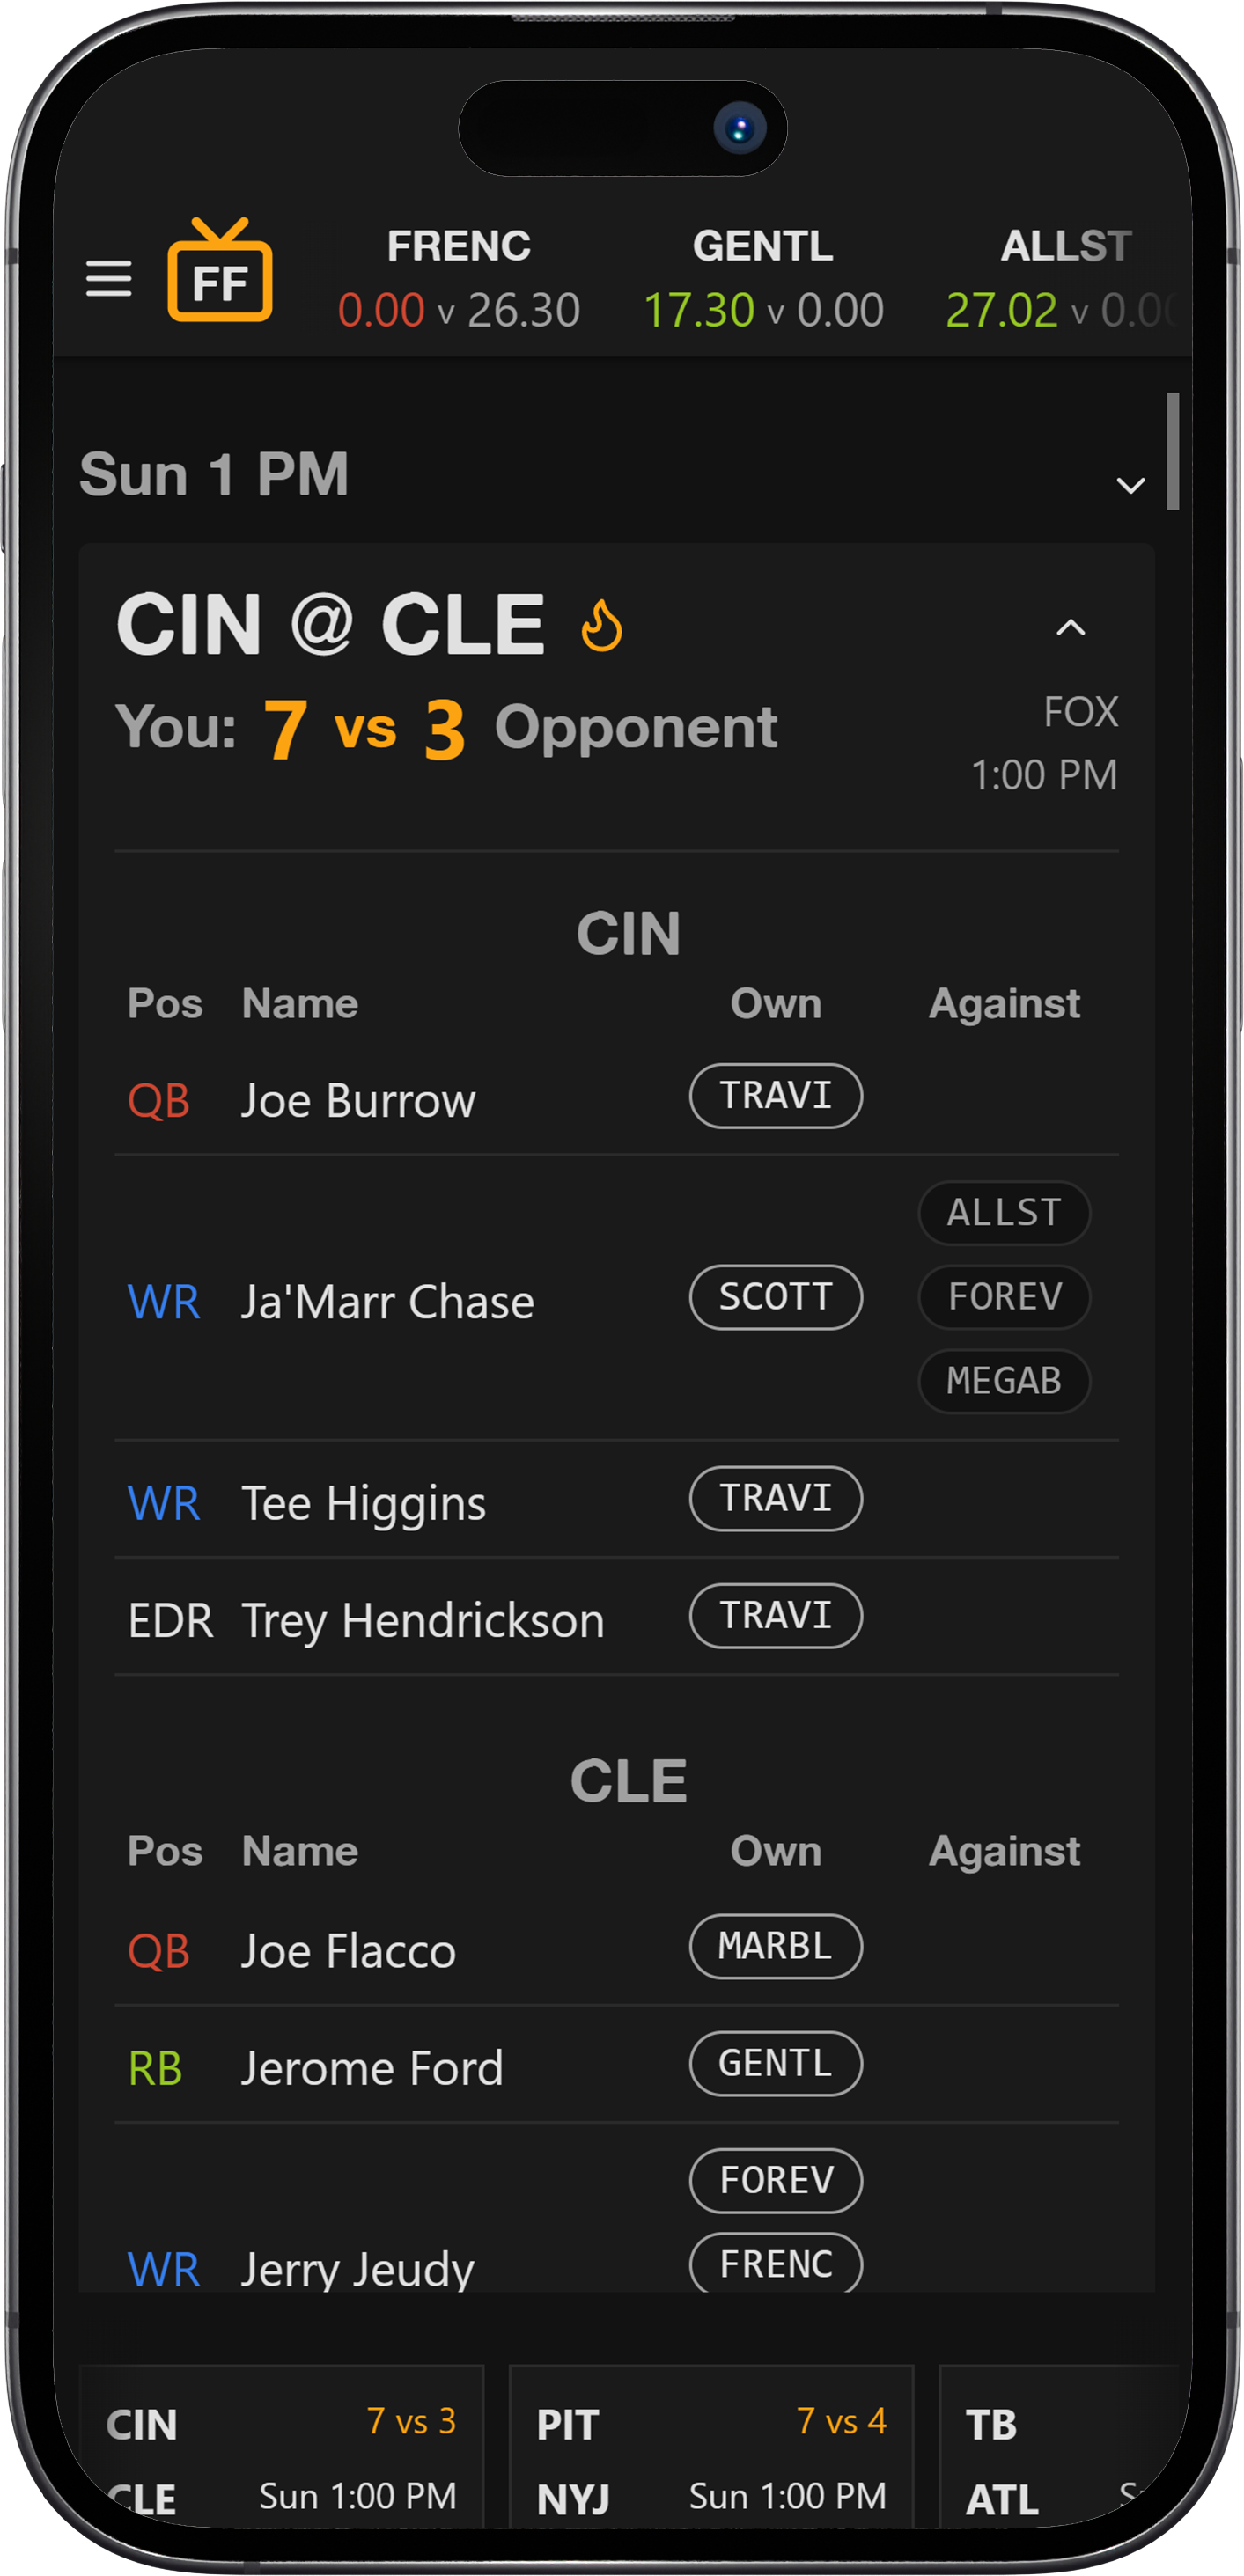 FF
FRENC GENTL ALLST
0.00 v 26.30 17.30 v 0.00 27.02 v
Sun 1 PM
CIN @ CLE
You: 7 vs 3 Opponent
FOX
1:00 PM
CIN
Pos Name Own Against
QB Joe Burrow TRAVI
ALLST
WR Ja'Marr Chase SCOTT FOREV
MEGAB
WR Tee Higgins TRAVI
EDR Trey Hendrickson TRAVI
CLE
Pos Name Own Against
QB Joe Flacco MARBL
RB Jerome Ford GENTL
FOREV
WR Jerry Jeudy FRENC
CIN 7 vs 3 PIT 7 vs 4 TB
CLE Sun 1:00 PM NYJ Sun 1:00 PM ATL